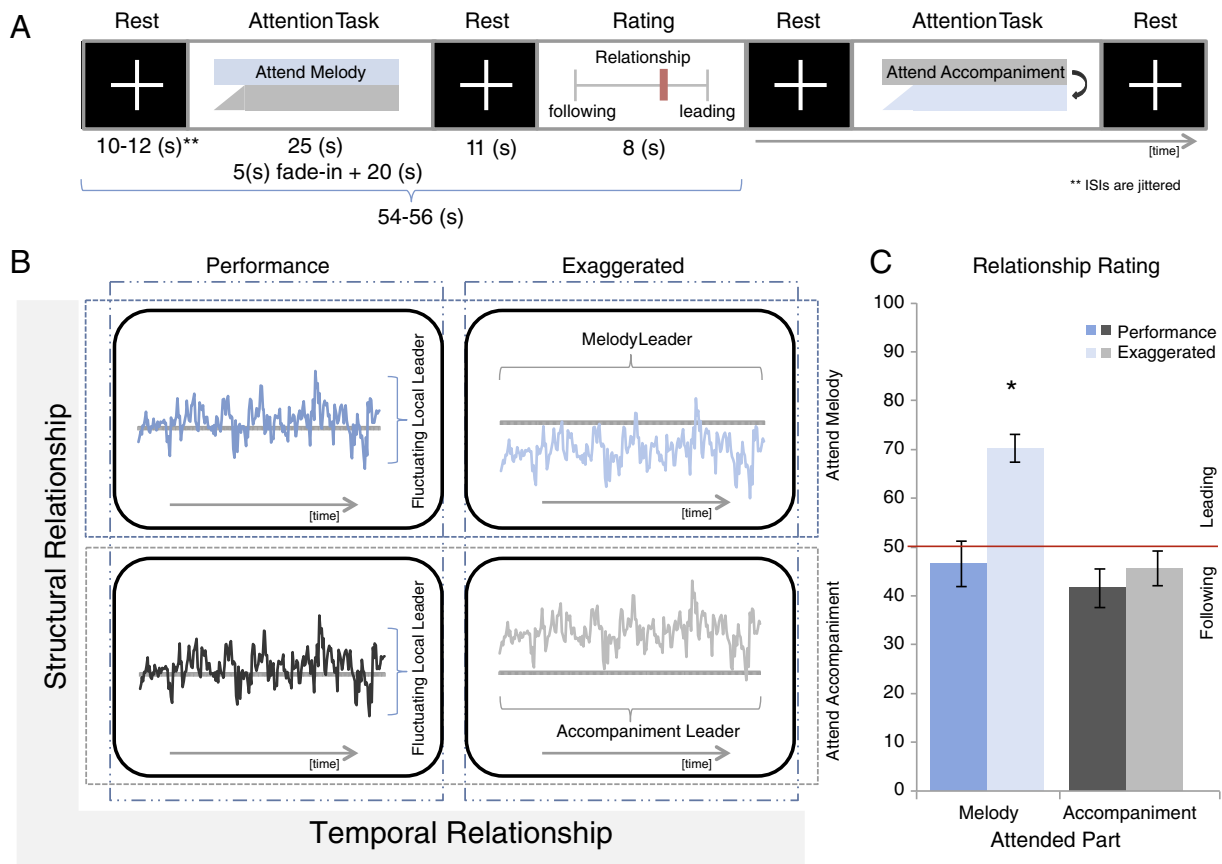 A
Rest
Attention Task
Rest
Rating
Rest
Attention Task
Rest
Attend Melody
Relationship
following
leading
Attend Accompaniment
10-12 (s)**
25 (s)
5(s) fade-in + 20 (s)
11 (s)
8 (s)
[time]
54-56 (s)
** ISIs are jittered
B
Performance
Exaggerated
Structural Relationship
Fluctuating Local Leader
[time]
MelodyLeader
[time]
Attend Melody
Fluctuating Local Leader
[time]
Accompaniment Leader
[time]
Attend Accompaniment
Temporal Relationship
C
Relationship Rating
100
90
80
70
60
50
40
30
20
10
0
Performance
Exaggerated
*
Leading
Following
Melody
Accompaniment
Attended Part